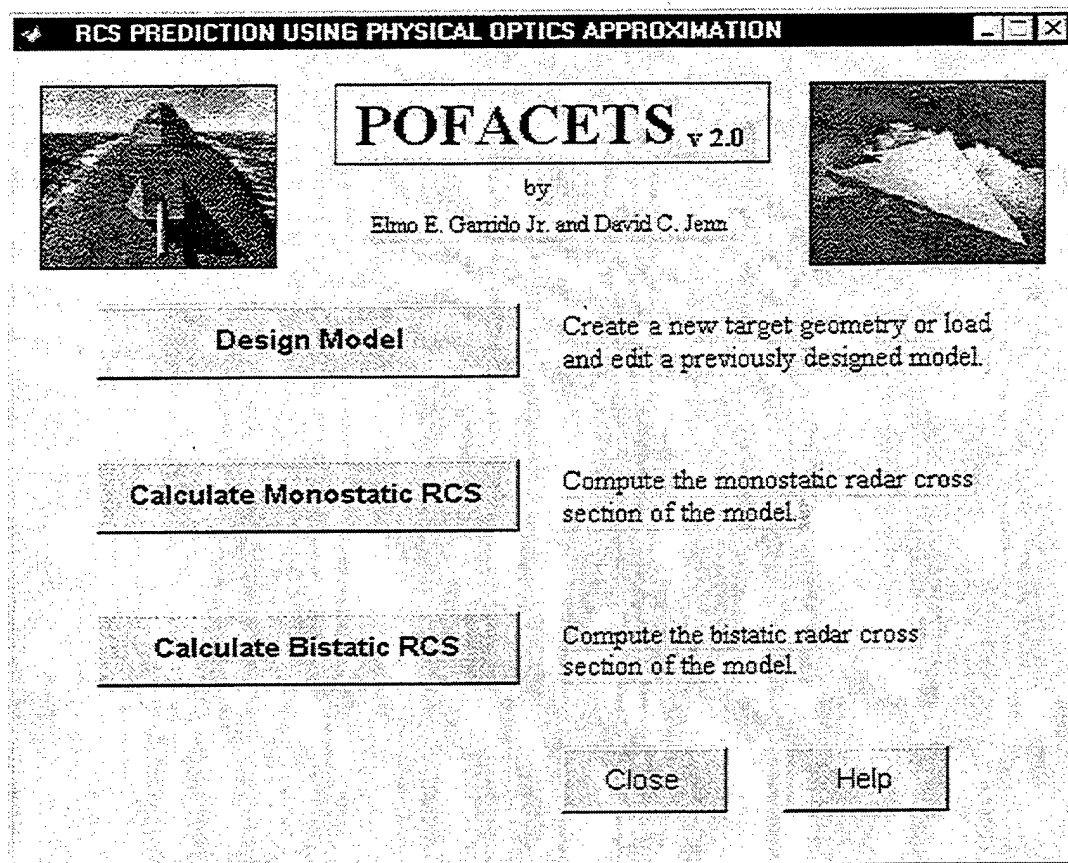 RCS PREDICTION USING PHYSICAL OPTICS APPROXIMATION
POFACETS v 2.0
by
Elmo E. Garrido Jr. and David C. Jenn
Design Model
Create a new target geometry or load
and edit a previously designed model.
Calculate Monostatic RCS
Compute the monostatic radar cross
section of the model.
Calculate Bistatic RCS
Compute the bistatic radar cross
section of the model.
Close
Help